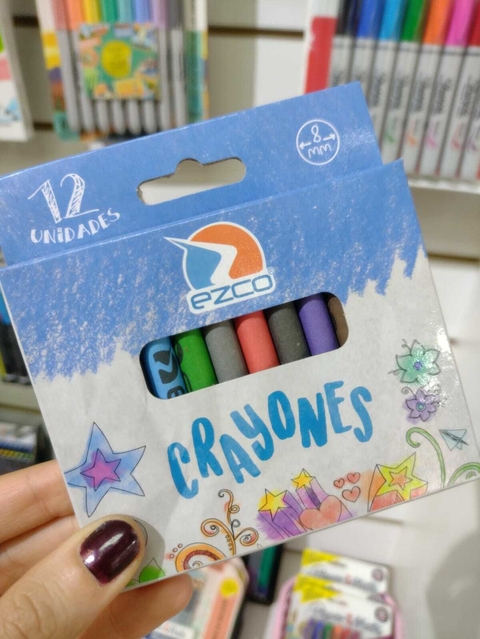 12
UNIDADES
8
mm
ezco
CRAYONES